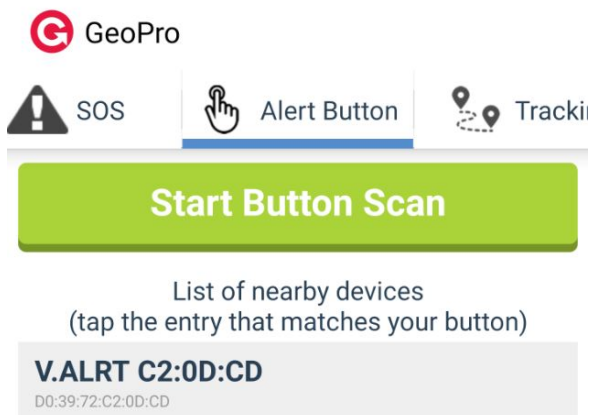 GeoPro
SOS Alert Button Tracki
Start Button Scan
List of nearby devices
(tap the entry that matches your button)
V.ALRT C2:0D:CD
D0:39:72:C2:0D:CD